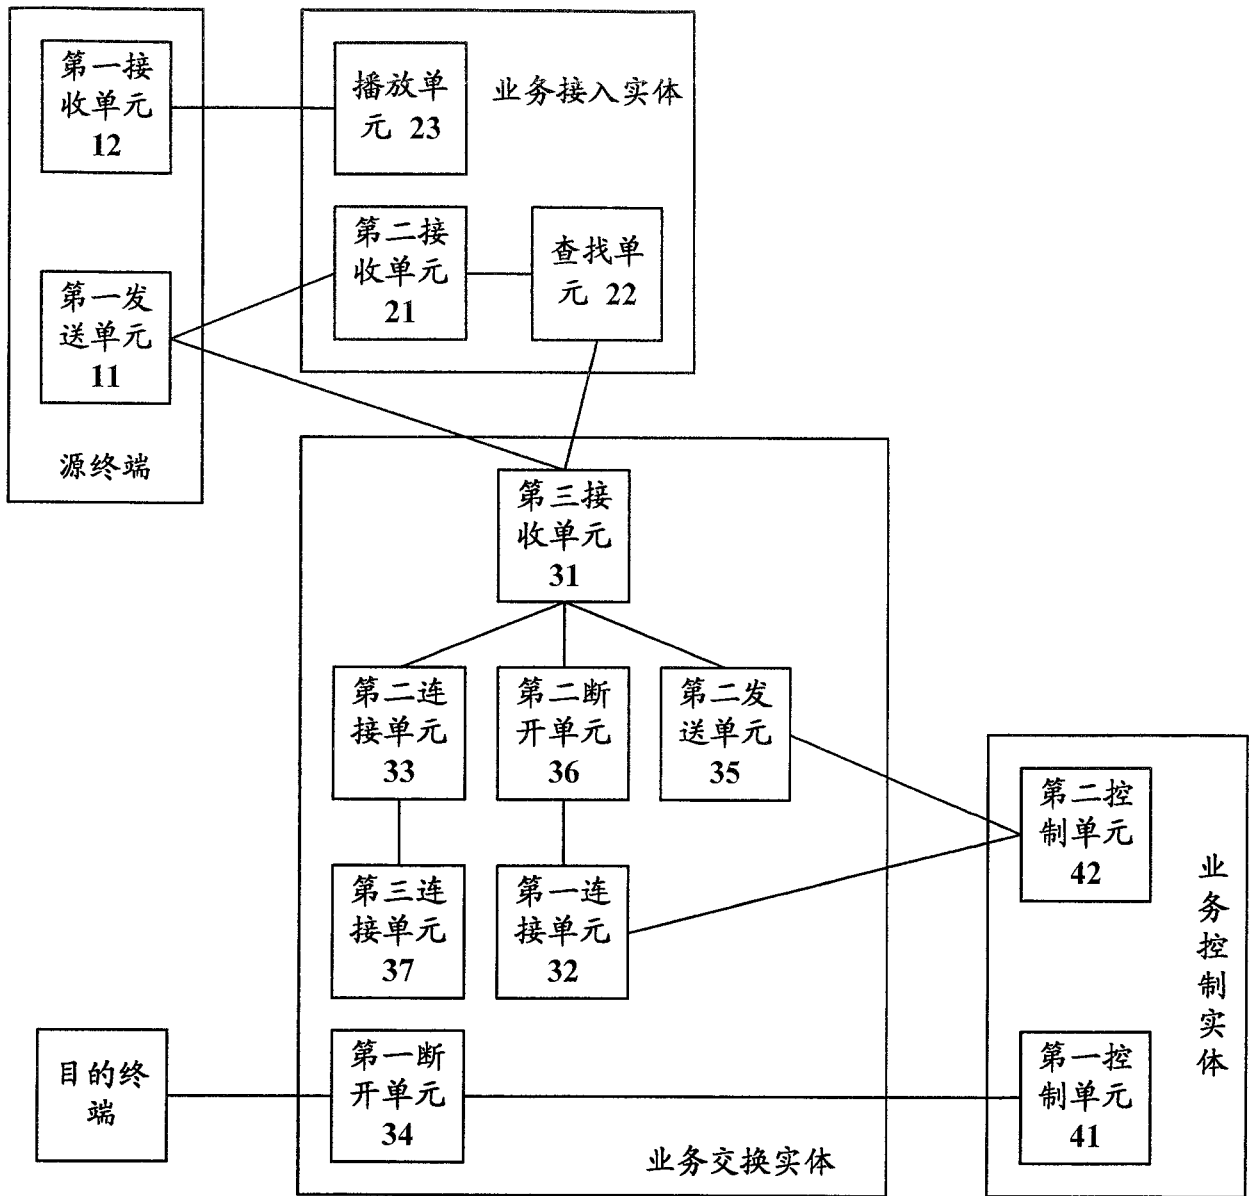 第一接
收单元
12
播放单
元 23
业务接入实体
第二接
收单元
21
查找单
元 22
第一发
送单元
11
源终端
第三接
收单元
31
第二连
接单元
33
第二断
开单元
36
第二发
送单元
35
第二控
制单元
42
业务控制实体
第三连
接单元
37
第一连
接单元
32
目的终
端
第一断
开单元
34
第一控
制单元
41
业务交换实体